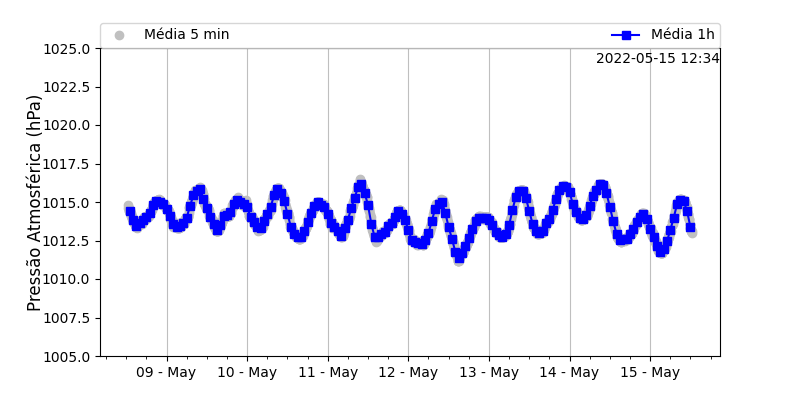 Média 5 min
Média 1h
2022-05-15 12:34
Pressão Atmosférica (hPa)
1025.0
1022.5
1020.0
1017.5
1015.0
1012.5
1010.0
1007.5
1005.0
09 - May
10 - May
11 - May
12 - May
13 - May
14 - May
15 - May